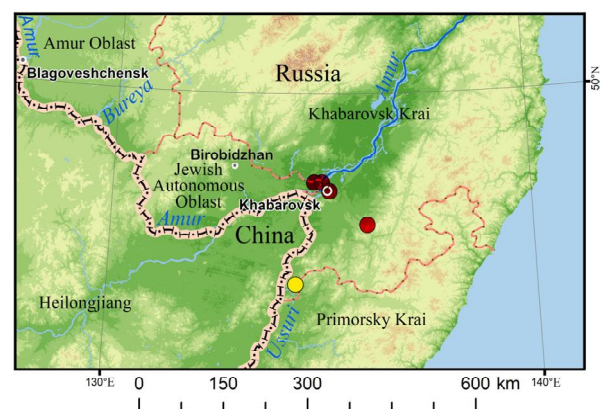 Amur
Amur Oblast
Blagoveshchensk
Bureya
Russia
Amur
50°N
Khabarovsk Krai
Birobidzhan
Jewish
Autonomous
Oblast
Khabarovsk
Amur
China
Heilongjiang
Ussuri
Primorsky Krai
130°E
0
150
300
600 km
140°E